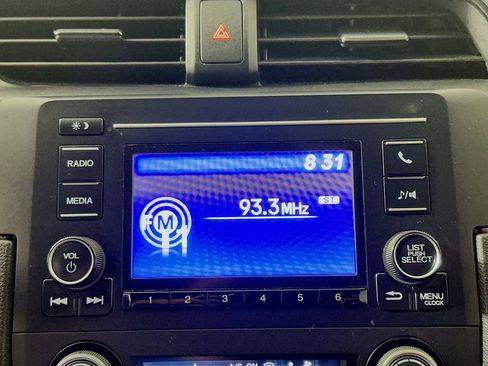 RADIO
8:31
MEDIA
93.3MHz
ST
FM
VOL
LIST
PUSH
SELECT
1 2 3 4 5 6
MENU
CLOCK
A/C ON